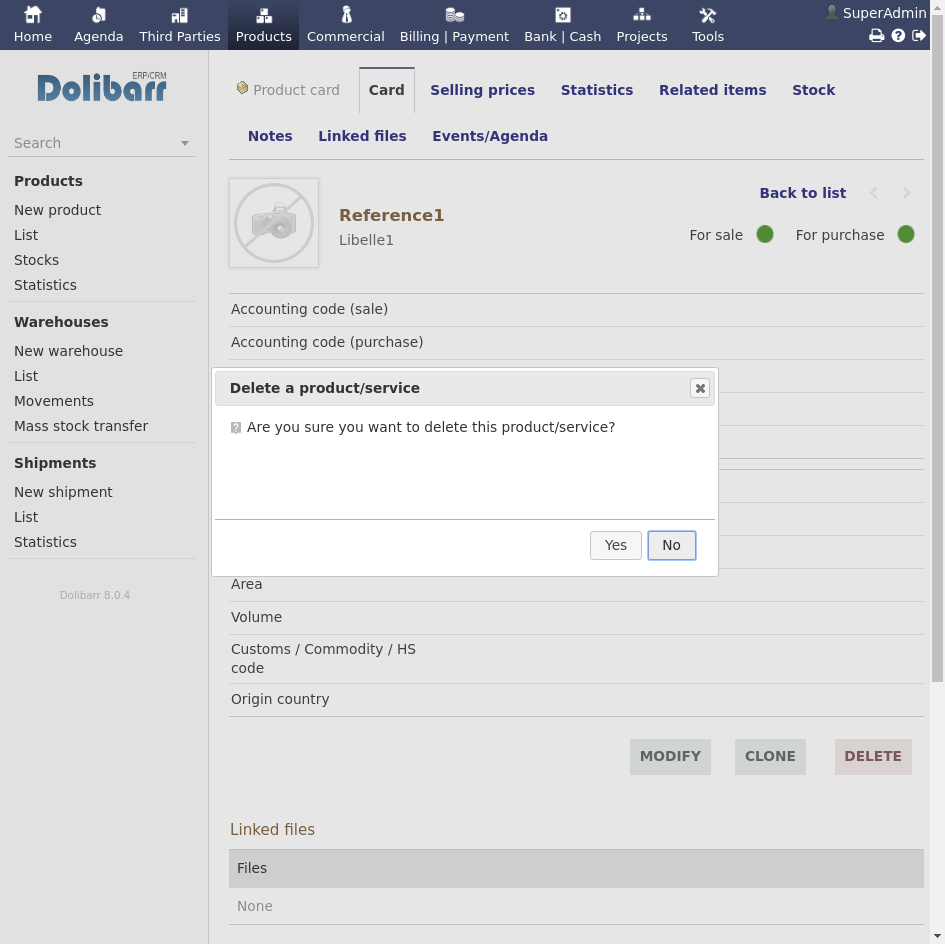 Home Agenda Third Parties Products Commercial Billing | Payment Bank | Cash Projects Tools SuperAdmin
Dolibarr ERP/CRM
Search
Products
New product
List
Stocks
Statistics
Warehouses
New warehouse
List
Movements
Mass stock transfer
Shipments
New shipment
List
Statistics
Dolibarr 8.0.4
Product card Card Selling prices Statistics Related items Stock
Notes Linked files Events/Agenda
Back to list
Reference1
Libelle1
For sale For purchase
Accounting code (sale)
Accounting code (purchase)
Delete a product/service
Are you sure you want to delete this product/service?
Yes No
Area
Volume
Customs / Commodity / HS
code
Origin country
MODIFY CLONE DELETE
Linked files
Files
None